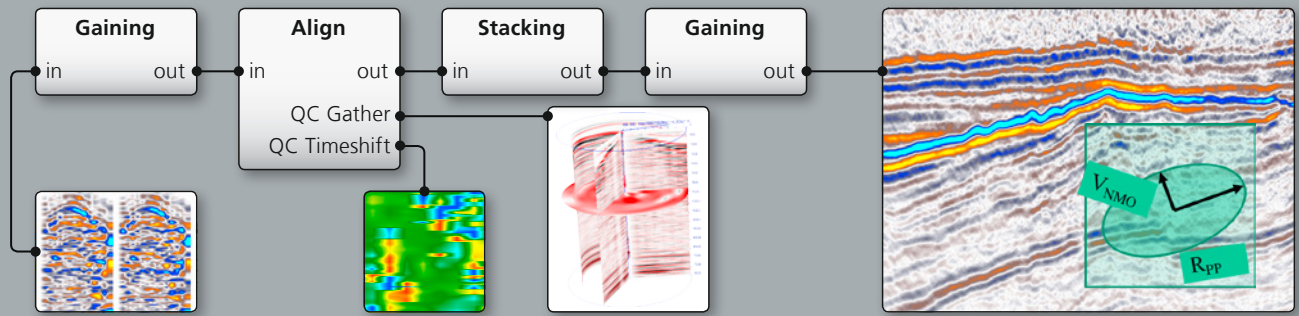 Gaining
in out
Align
in out
QC Gather
QC Timeshift
Stacking
in out
Gaining
in out
V_NMO
R_PP